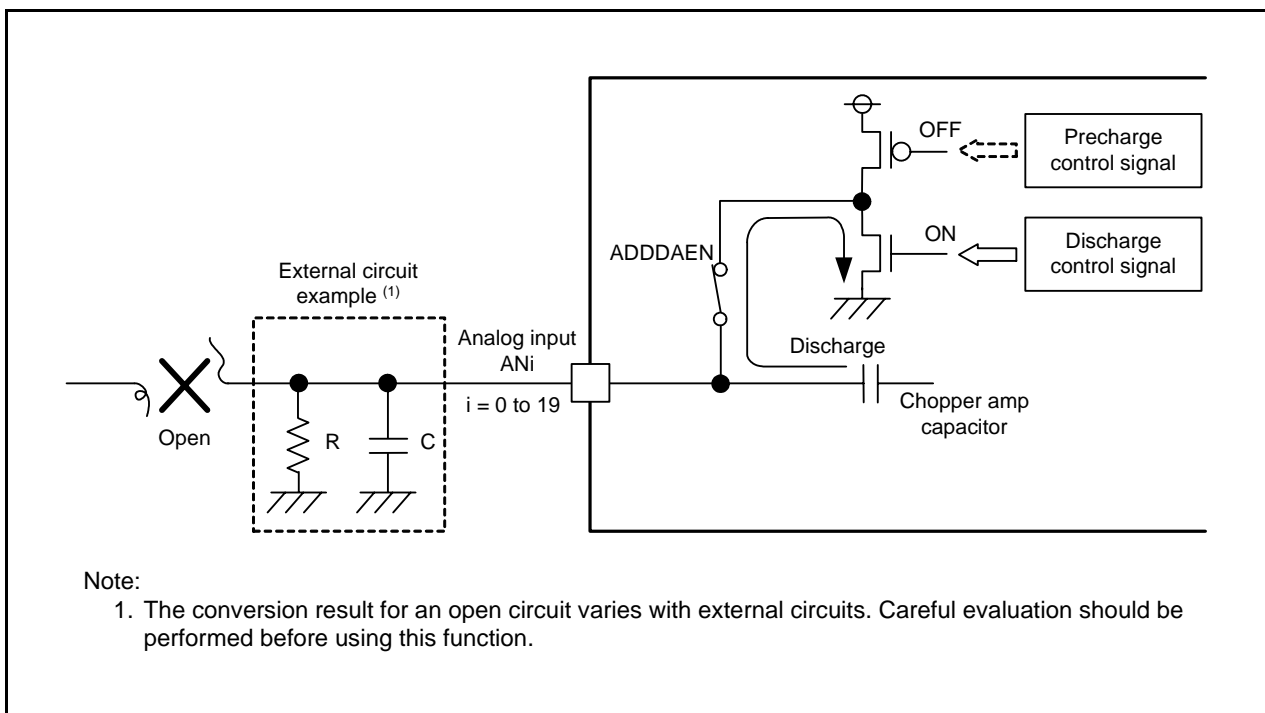 OFF
Precharge
control signal
ADDDAEN
ON
Discharge
control signal
External circuit
example (1)
Analog input
ANi
i = 0 to 19
Discharge
Chopper amp
capacitor
Open
R
C
Note:
1. The conversion result for an open circuit varies with external circuits. Careful evaluation should be
performed before using this function.